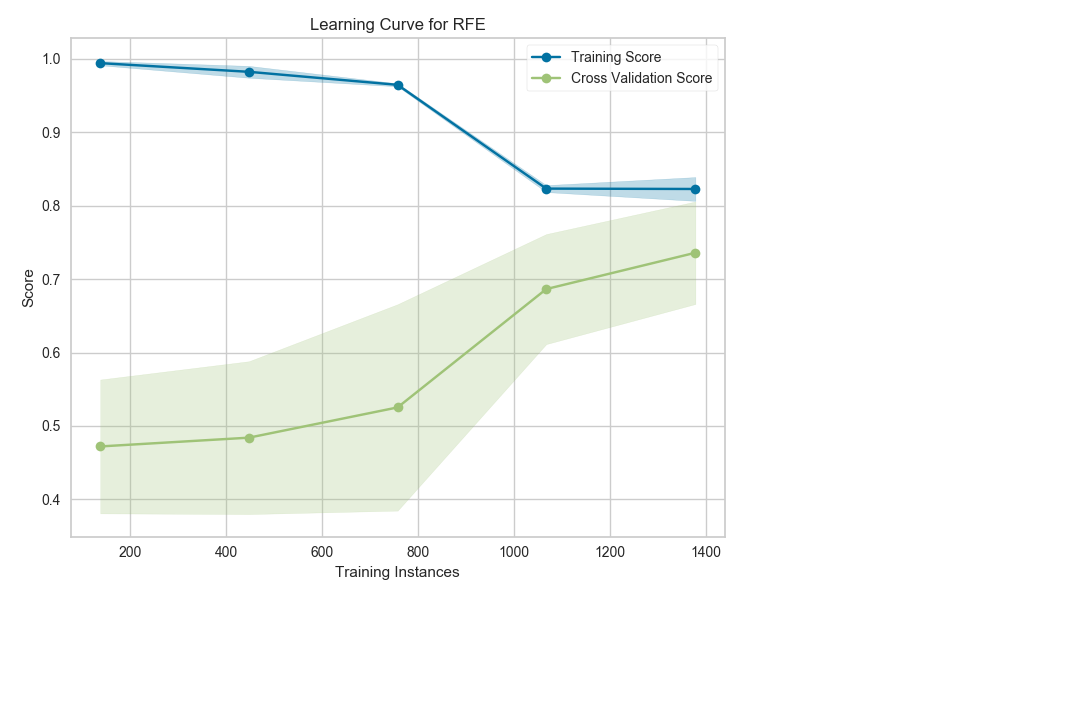 Learning Curve for RFE
Training Score
Cross Validation Score
1.0
0.9
0.8
0.7
0.6
0.5
0.4
Score
200 400 600 800 1000 1200 1400
Training Instances